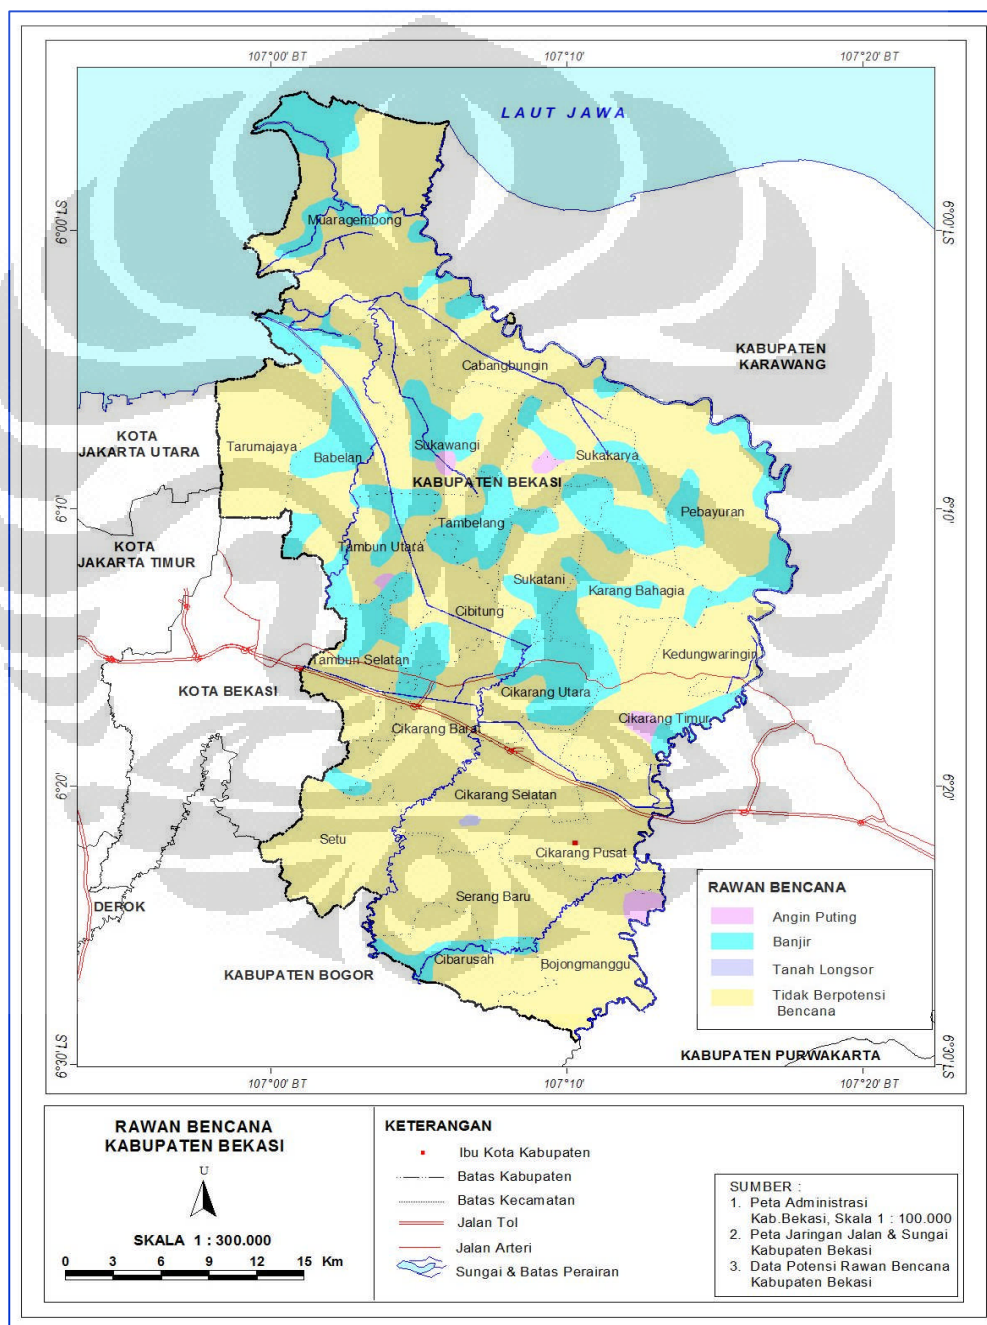 107°00' BT
107°10' BT
107°20' BT
LAUT JAWA
6°00'LS
6°00'LS
Muaragembong
KABUPATEN
KARAWANG
Cabangbungin
KOTA
JAKARTA UTARA
Tarumajaya
Babelan
Sukawangi
Sukakarya
KABUPATEN BEKASI
6°10'
6°10'
Pebayuran
Tambelang
KOTA
JAKARTA TIMUR
Tambun Utara
Sukatani
Karang Bahagia
Cibitung
Kedungwaringin
Tambun Selatan
KOTA BEKASI
Cikarang Utara
Cikarang Timur
Cikarang Barat
6°20'
6°20'
Cikarang Selatan
Setu
Cikarang Pusat
Serang Baru
DEROK
KABUPATEN BOGOR
Cibarusah
Bojongmanggu
RAWAN BENCANA
Angin Puting
Banjir
Tanah Longsor
Tidak Berpotensi
Bencana
6°30'LS
6°30'LS
KABUPATEN PURWAKARTA
107°00' BT
107°10' BT
107°20' BT
RAWAN BENCANA
KABUPATEN BEKASI
U
SKALA 1 : 300.000
0 3 6 9 12 15 Km
KETERANGAN
Ibu Kota Kabupaten
Batas Kabupaten
Batas Kecamatan
Jalan Tol
Jalan Arteri
Sungai & Batas Perairan
SUMBER :
1. Peta Administrasi
Kab.Bekasi, Skala 1 : 100.000
2. Peta Jaringan Jalan & Sungai
Kabupaten Bekasi
3. Data Potensi Rawan Bencana
Kabupaten Bekasi